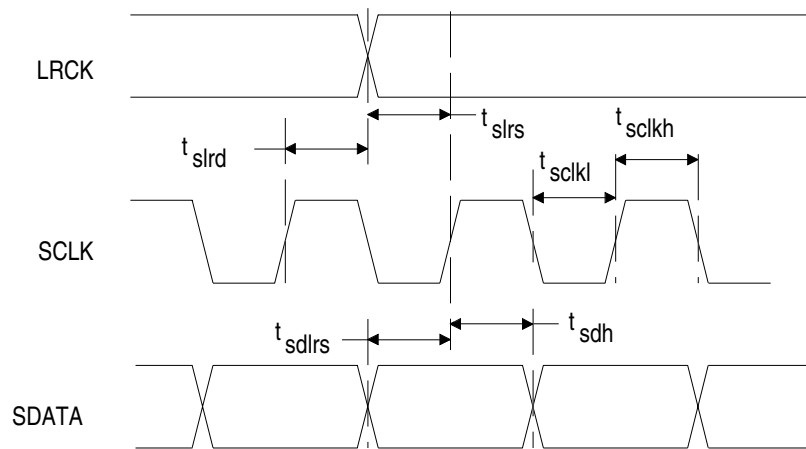 LRCK
t slrs
t sclkh
t slrd
t sclkl
SCLK
t sdlrs
t sdh
SDATA